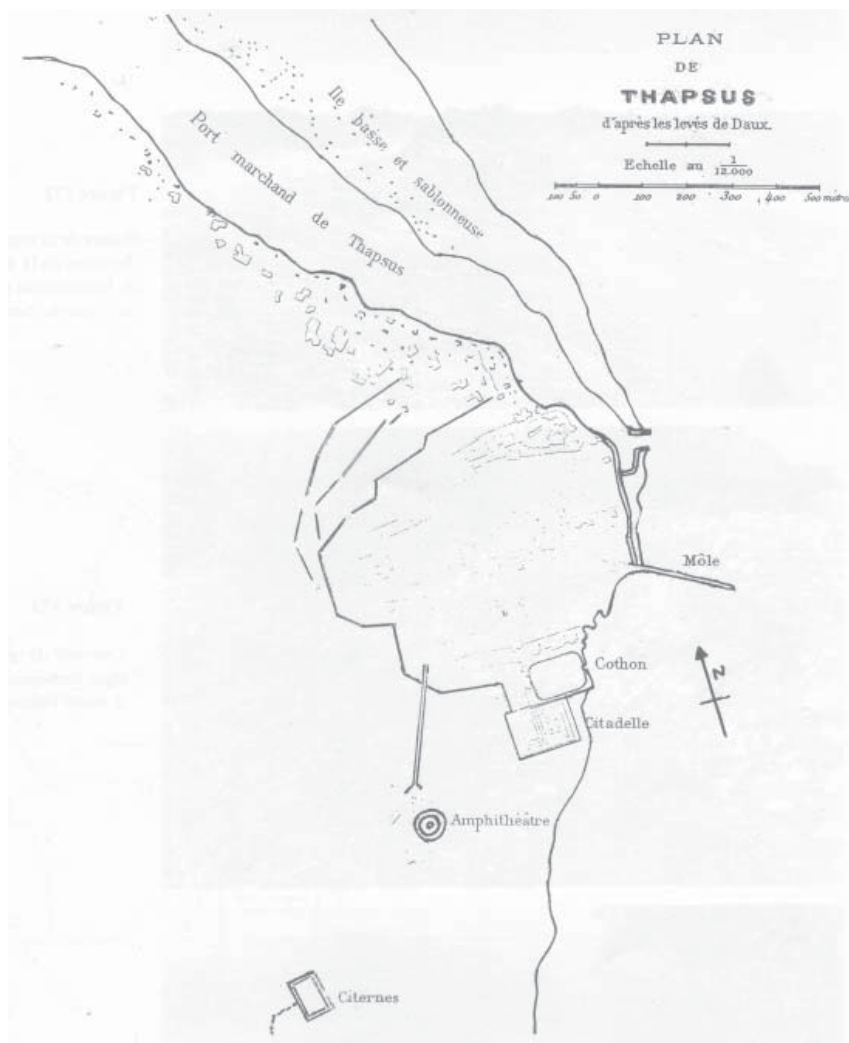 PLAN
DE
THAPSUS
d'après les levés de Daux.
Echelle au 1/12.000
100 50 0 100 200 300 400 500 mètres
Île basse et sablonneuse
Port marchand de Thapsus
Môle
N
Cothon
Citadelle
Amphithéâtre
Citernes